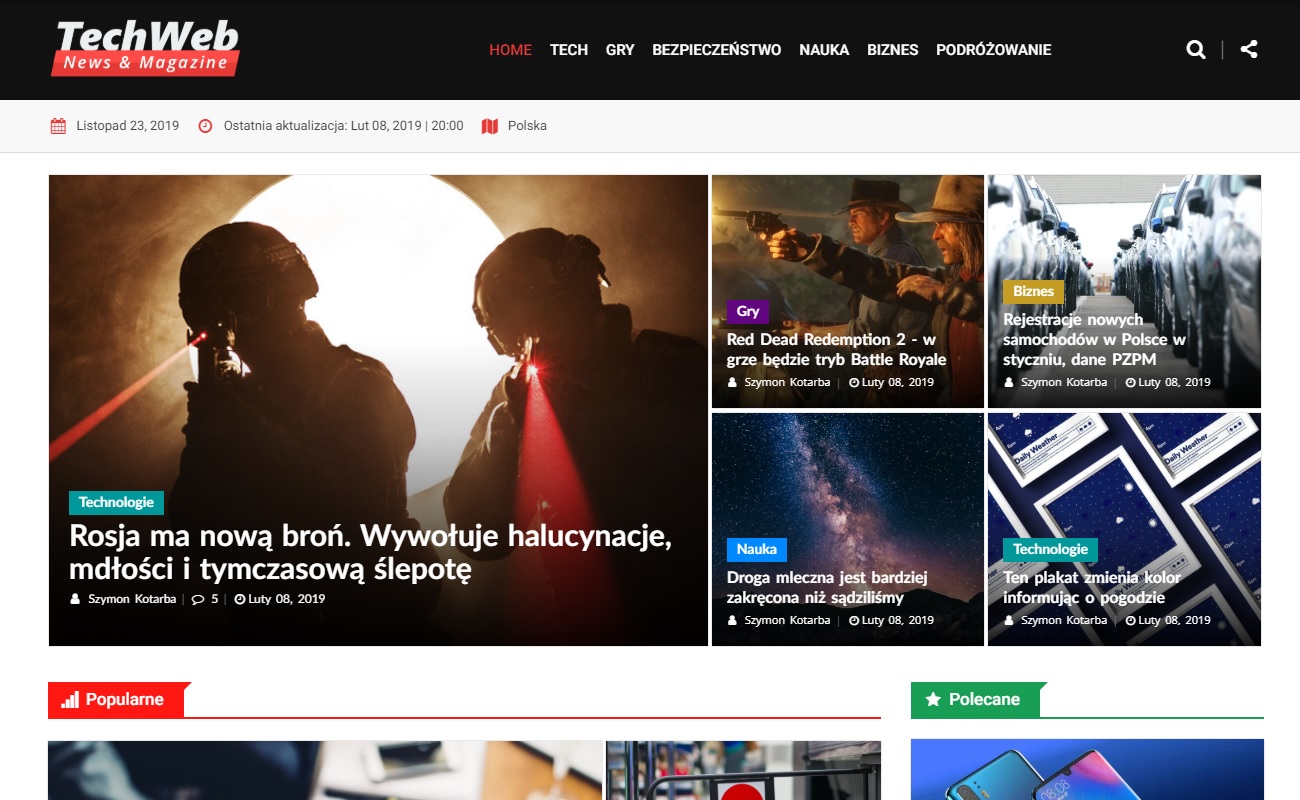 TechWeb
News & Magazine
HOME TECH GRY BEZPIECZEŃSTWO NAUKA BIZNES PODRÓŻOWANIE
Listopad 23, 2019 Ostatnia aktualizacja: Lut 08, 2019 | 20:00 Polska
Technologie
Rosja ma nową broń. Wywołuje halucynacje,
mdłości i tymczasową ślepotę
Szymon Kotarba | 5 | Luty 08, 2019
Gry
Red Dead Redemption 2 - w
grze będzie tryb Battle Royale
Szymon Kotarba | Luty 08, 2019
Biznes
Rejestracje nowych
samochodów w Polsce w
styczniu, dane PZPM
Szymon Kotarba | Luty 08, 2019
Nauka
Droga mleczna jest bardziej
zakręcona niż sądziliśmy
Szymon Kotarba | Luty 08, 2019
Daily Weather
Daily Weather
Technologie
Ten plakat zmienia kolor
informując o pogodzie
Szymon Kotarba | Luty 08, 2019
Popularne
Polecane
08:08